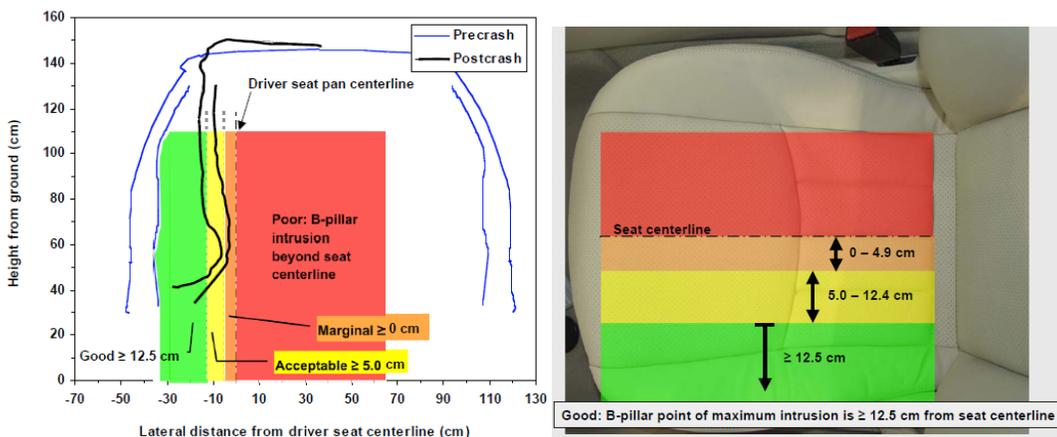 160
140
120
100
80
60
40
20
0
Height from ground (cm)
-70 -50 -30 -10 10 30 50 70 90 110 130
Lateral distance from driver seat centerline (cm)
Precrash
Postcrash
Driver seat pan centerline
Poor: B-pillar
intrusion
beyond seat
centerline
Marginal ≥ 0 cm
Good ≥ 12.5 cm
Acceptable ≥ 5.0 cm
Seat centerline
0 – 4.9 cm
5.0 – 12.4 cm
≥ 12.5 cm
Good: B-pillar point of maximum intrusion is ≥ 12.5 cm from seat centerline